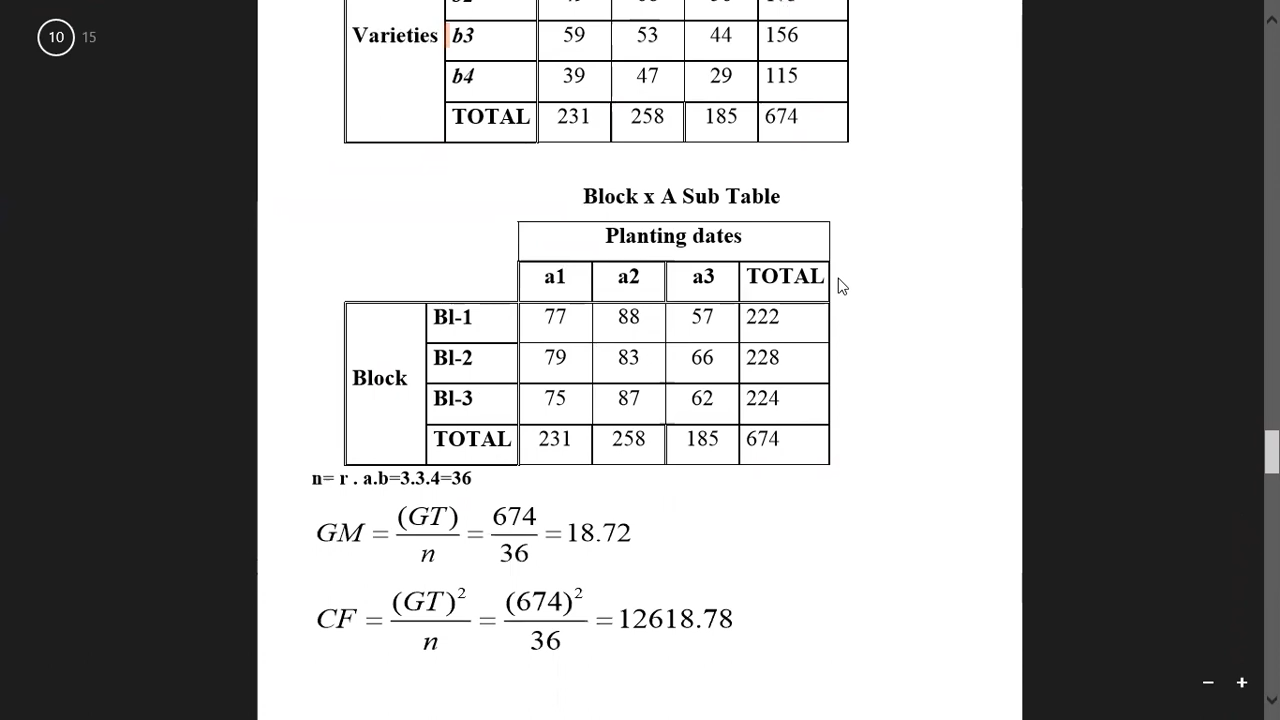 10 15
Varieties b3 59 53 44 156
b4 39 47 29 115
TOTAL 231 258 185 674
Block x A Sub Table
Planting dates
a1 a2 a3 TOTAL
Block
Bl-1 77 88 57 222
Bl-2 79 83 66 228
Bl-3 75 87 62 224
TOTAL 231 258 185 674
n= r . a.b=3.3.4=36
GM = (GT)/n = 674/36 = 18.72
CF = (GT)²/n = (674)²/36 = 12618.78